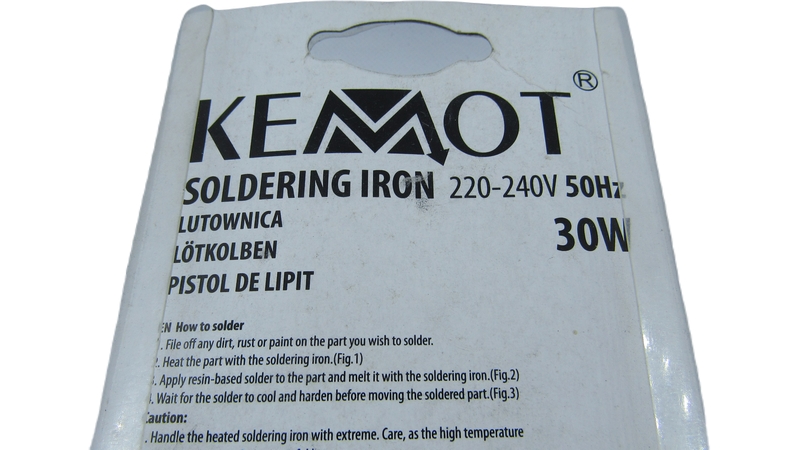 KEMOT®
SOLDERING IRON 220-240V 50Hz
LUTOWNICA
30W
LÖTKOLBEN
PISTOL DE LIPIT
EN How to solder
1. File off any dirt, rust or paint on the part you wish to solder.
2. Heat the part with the soldering iron.(Fig.1)
3. Apply resin-based solder to the part and melt it with the soldering iron.(Fig.2)
4. Wait for the solder to cool and harden before moving the soldered part.(Fig.3)
Caution:
. Handle the heated soldering iron with extreme. Care, as the high temperature